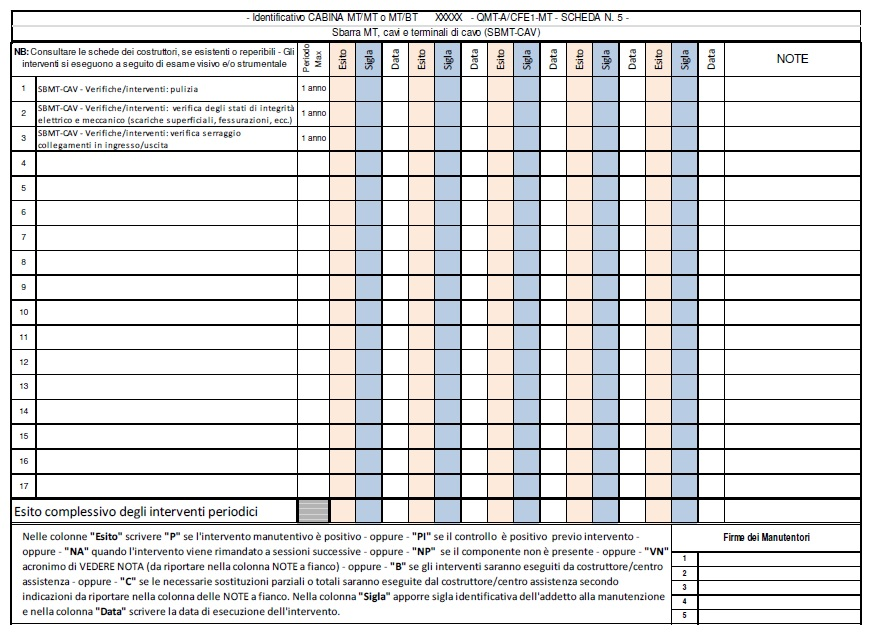 - Identificativo CABINA MT/MT o MT/BT XXXXX - QMT-A/CFE1-MT - SCHEDA N. 5 -
Sbarra MT, cavi e terminali di cavo (SBMT-CAV)
NB: Consultare le schede dei costruttori, se esistenti o reperibili - Gli
interventi si eseguono a seguito di esame visivo e/o strumentale
Periodo
Max
Esito Sigla Data Esito Sigla Data Esito Sigla Data Esito Sigla Data Esito Sigla Data NOTE
1 SBMT-CAV - Verifiche/interventi: pulizia 1 anno
2 SBMT-CAV - Verifiche/interventi: verifica degli stati di integrità
elettrico e meccanico (scariche superficiali, fessurazioni, ecc.) 1 anno
3 SBMT-CAV - Verifiche/interventi: verifica serraggio
collegamenti in ingresso/uscita 1 anno
4
5
6
7
8
9
10
11
12
13
14
15
16
17
Esito complessivo degli interventi periodici
Nelle colonne "Esito" scrivere "P" se l'intervento manutentivo è positivo - oppure - "PI" se il controllo è positivo previo intervento -
oppure - "NA" quando l'intervento viene rimandato a sessioni successive - oppure - "NP" se il componente non è presente - oppure - "VN"
acronimo di VEDERE NOTA (da riportare nella colonna NOTE a fianco) - oppure - "B" se gli interventi saranno eseguiti da costruttore/centro
assistenza - oppure - "C" se le necessarie sostituzioni parziali o totali saranno eseguite dal costruttore/centro assistenza secondo
indicazioni da riportare nella colonna delle NOTE a fianco. Nella colonna "Sigla" apporre sigla identificativa dell'addetto alla manutenzione
e nella colonna "Data" scrivere la data di esecuzione dell'intervento.
Firme dei Manutentori
1
2
3
4
5